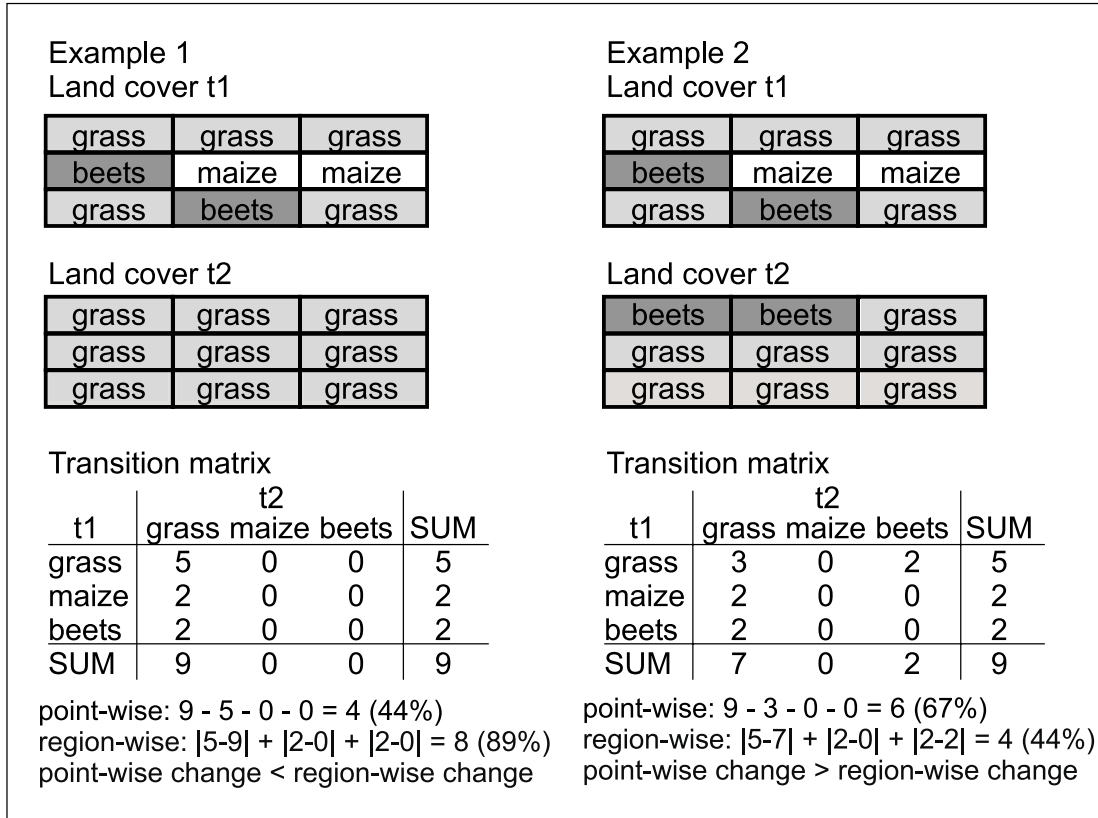 Example 1
Land cover t1
grass grass grass
beets maize maize
grass beets grass
Land cover t2
grass grass grass
grass grass grass
grass grass grass
Transition matrix
t2
t1 grass maize beets SUM
grass 5 0 0 5
maize 2 0 0 2
beets 2 0 0 2
SUM 9 0 0 9
point-wise: 9 - 5 - 0 - 0 = 4 (44%)
region-wise: |5-9| + |2-0| + |2-0| = 8 (89%)
point-wise change < region-wise change
Example 2
Land cover t1
grass grass grass
beets maize maize
grass beets grass
Land cover t2
beets beets grass
grass grass grass
grass grass grass
Transition matrix
t2
t1 grass maize beets SUM
grass 3 0 2 5
maize 2 0 0 2
beets 2 0 0 2
SUM 7 0 2 9
point-wise: 9 - 3 - 0 - 0 = 6 (67%)
region-wise: |5-7| + |2-0| + |2-2| = 4 (44%)
point-wise change > region-wise change